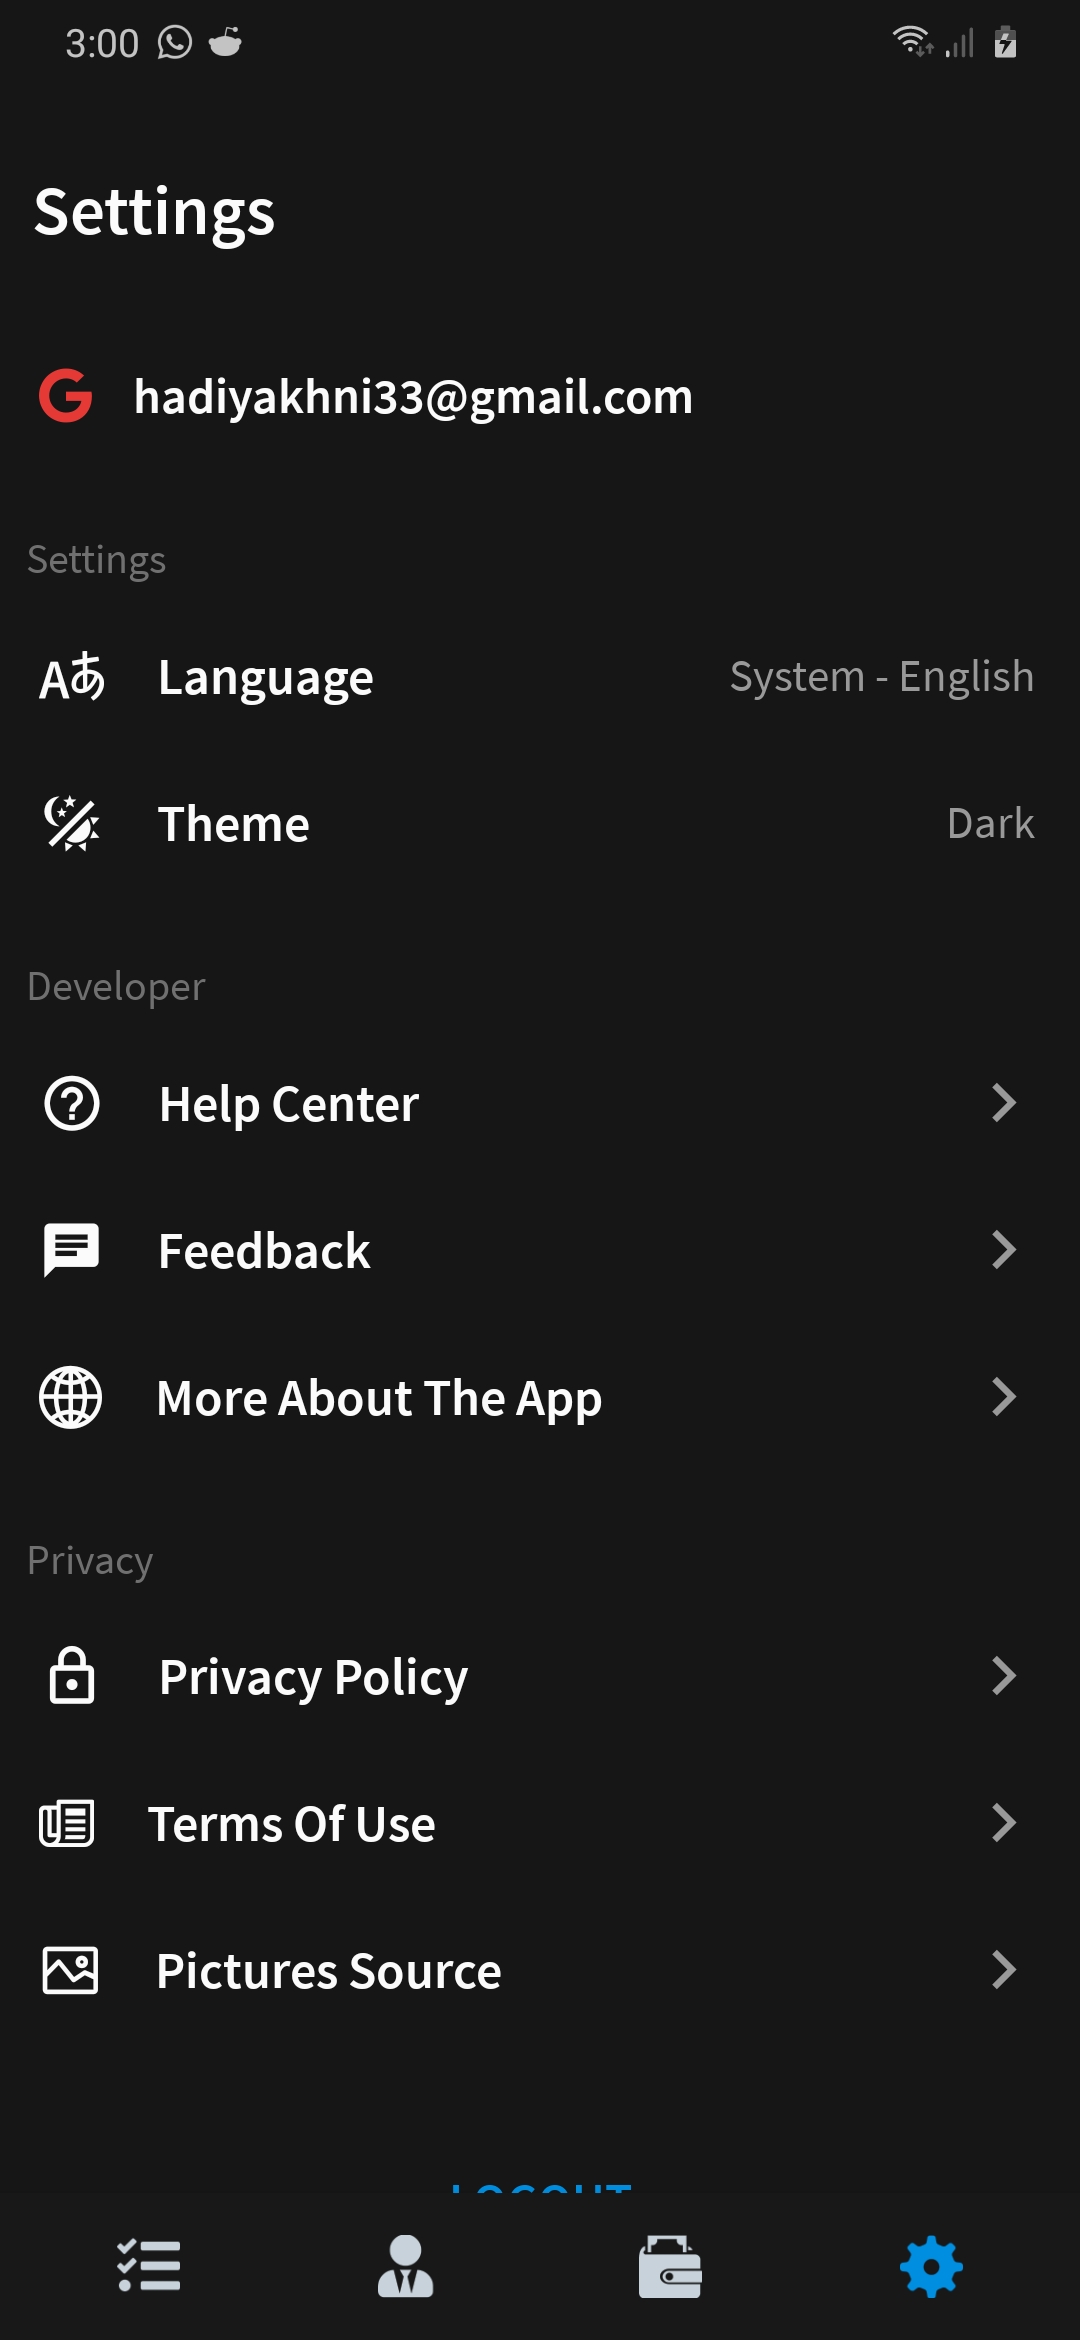 3:00
Settings
hadiyakhni33@gmail.com
Settings
Language System - English
Theme Dark
Developer
Help Center
Feedback
More About The App
Privacy
Privacy Policy
Terms Of Use
Pictures Source
LOGOUT